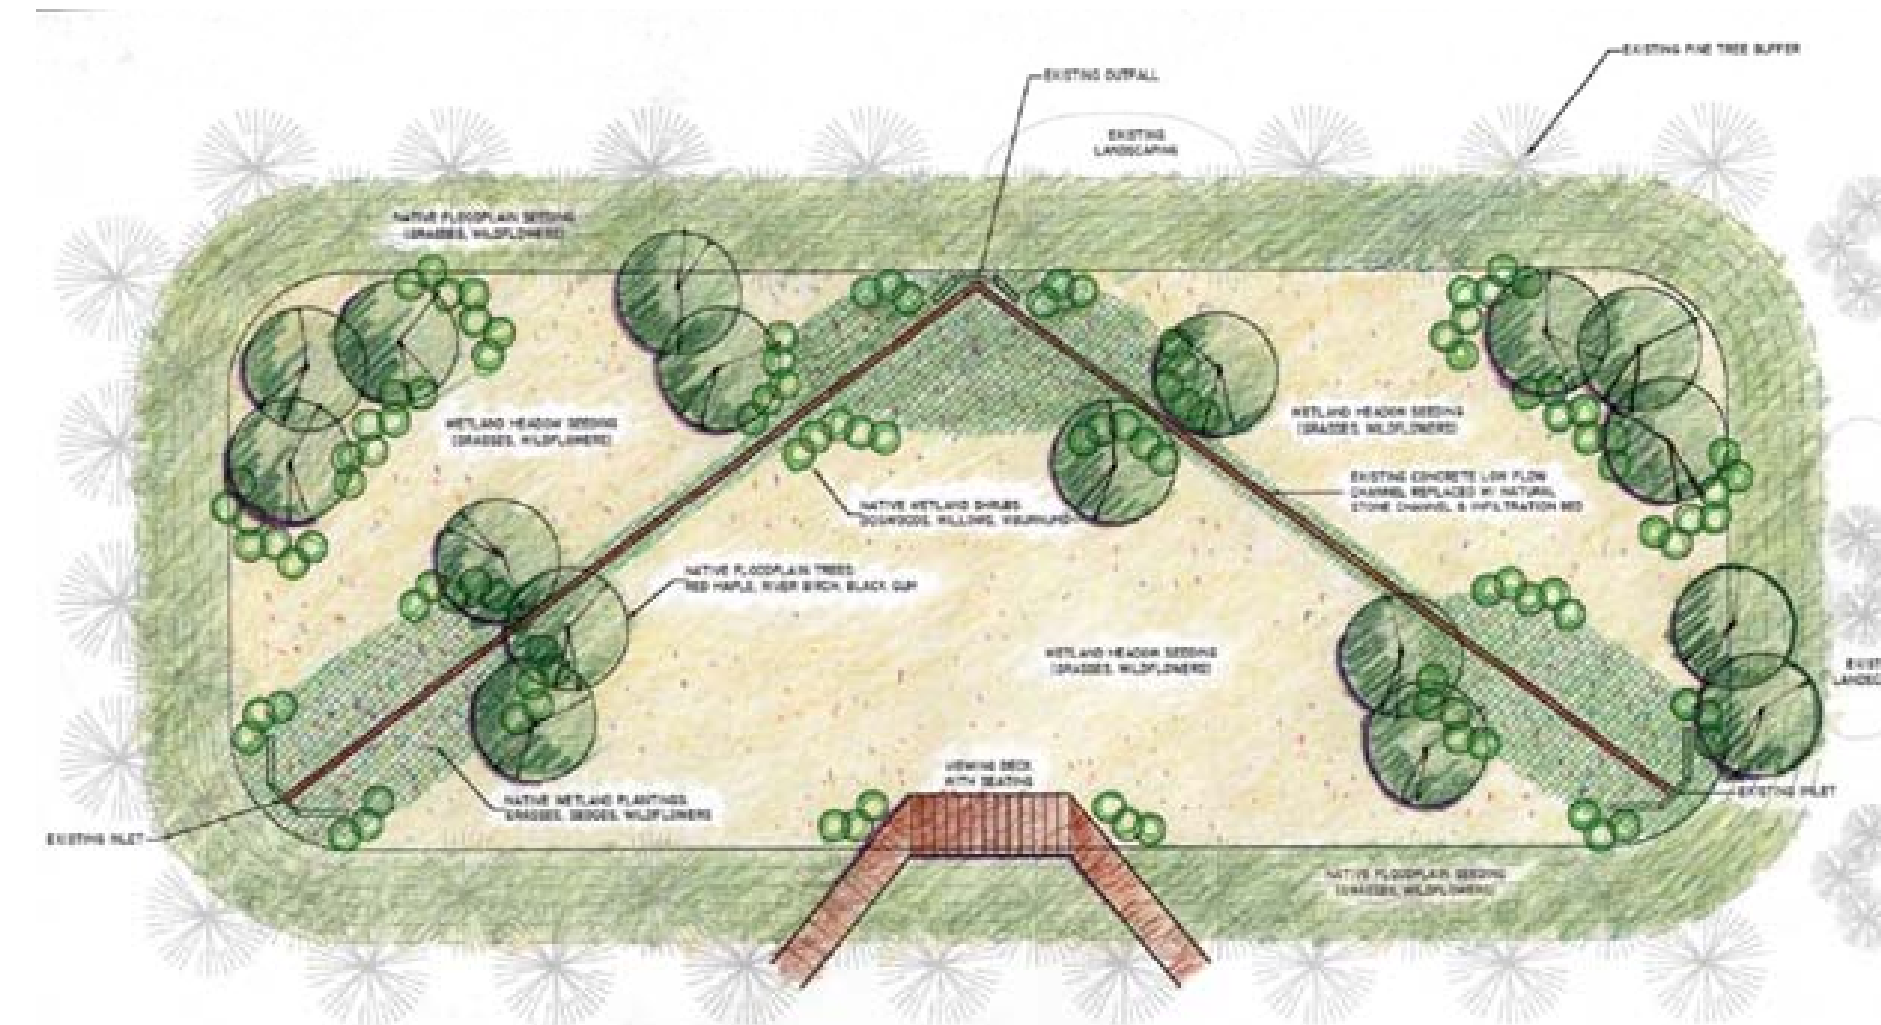 EXISTING PINE TREE BUFFER
EXISTING OUTFALL
EXISTING
LANDSCAPING
NATIVE FLOODPLAIN SEEDING
(GRASSES, WILDFLOWERS)
WETLAND MEADOW SEEDING
(GRASSES, WILDFLOWERS)
WETLAND MEADOW SEEDING
(GRASSES, WILDFLOWERS)
EXISTING CONCRETE LOW FLOW
CHANNEL REPLACED W/ NATURAL
STONE CHANNEL & INFILTRATION BED
NATIVE WETLAND SHRUBS
DOGWOODS, WILLOWS, VIBURNUMS
NATIVE FLOODPLAIN TREES
RED MAPLE, RIVER BIRCH, BLACK GUM
WETLAND MEADOW SEEDING
(GRASSES, WILDFLOWERS)
EXIST
LANDSC
VIEWING DECK
WITH SEATING
NATIVE WETLAND PLANTINGS
GRASSES, SEDGES, WILDFLOWERS
EXISTING INLET
EXISTING INLET
NATIVE FLOODPLAIN SEEDING
(GRASSES, WILDFLOWERS)